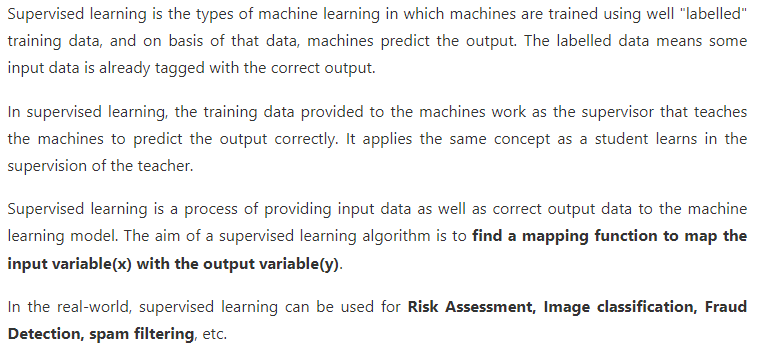 Supervised learning is the types of machine learning in which machines are trained using well "labelled"
training data, and on basis of that data, machines predict the output. The labelled data means some
input data is already tagged with the correct output.
In supervised learning, the training data provided to the machines work as the supervisor that teaches
the machines to predict the output correctly. It applies the same concept as a student learns in the
supervision of the teacher.
Supervised learning is a process of providing input data as well as correct output data to the machine
learning model. The aim of a supervised learning algorithm is to find a mapping function to map the
input variable(x) with the output variable(y).
In the real-world, supervised learning can be used for Risk Assessment, Image classification, Fraud
Detection, spam filtering, etc.